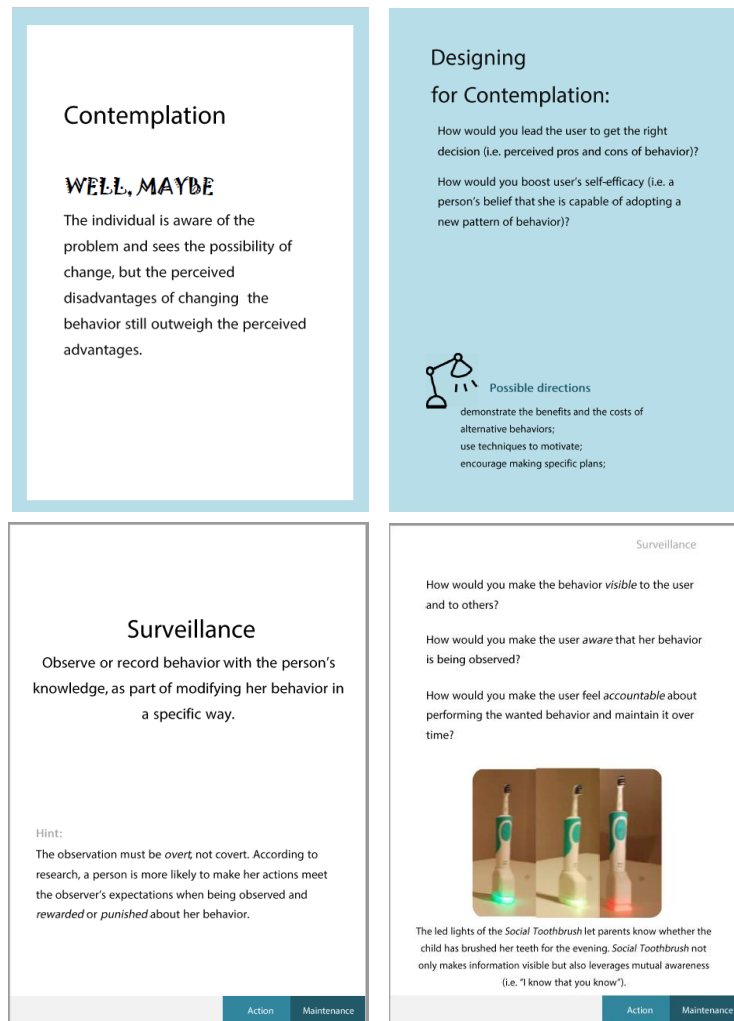 Contemplation
WELL, MAYBE
The individual is aware of the
problem and sees the possibility of
change, but the perceived
disadvantages of changing the
behavior still outweigh the perceived
advantages.
Designing
for Contemplation:
How would you lead the user to get the right
decision (i.e. perceived pros and cons of behavior)?
How would you boost user's self-efficacy (i.e. a
person's belief that she is capable of adopting a
new pattern of behavior)?
Possible directions
demonstrate the benefits and the costs of
alternative behaviors;
use techniques to motivate;
encourage making specific plans;
Surveillance
Observe or record behavior with the person's
knowledge, as part of modifying her behavior in
a specific way.
Hint:
The observation must be overt, not covert. According to
research, a person is more likely to make her actions meet
the observer's expectations when being observed and
rewarded or punished about her behavior.
Action Maintenance
Surveillance
How would you make the behavior visible to the user
and to others?
How would you make the user aware that her behavior
is being observed?
How would you make the user feel accountable about
performing the wanted behavior and maintain it over
time?
The led lights of the Social Toothbrush let parents know whether the
child has brushed her teeth for the evening. Social Toothbrush not
only makes information visible but also leverages mutual awareness
(i.e. "I know that you know").
Action Maintenance